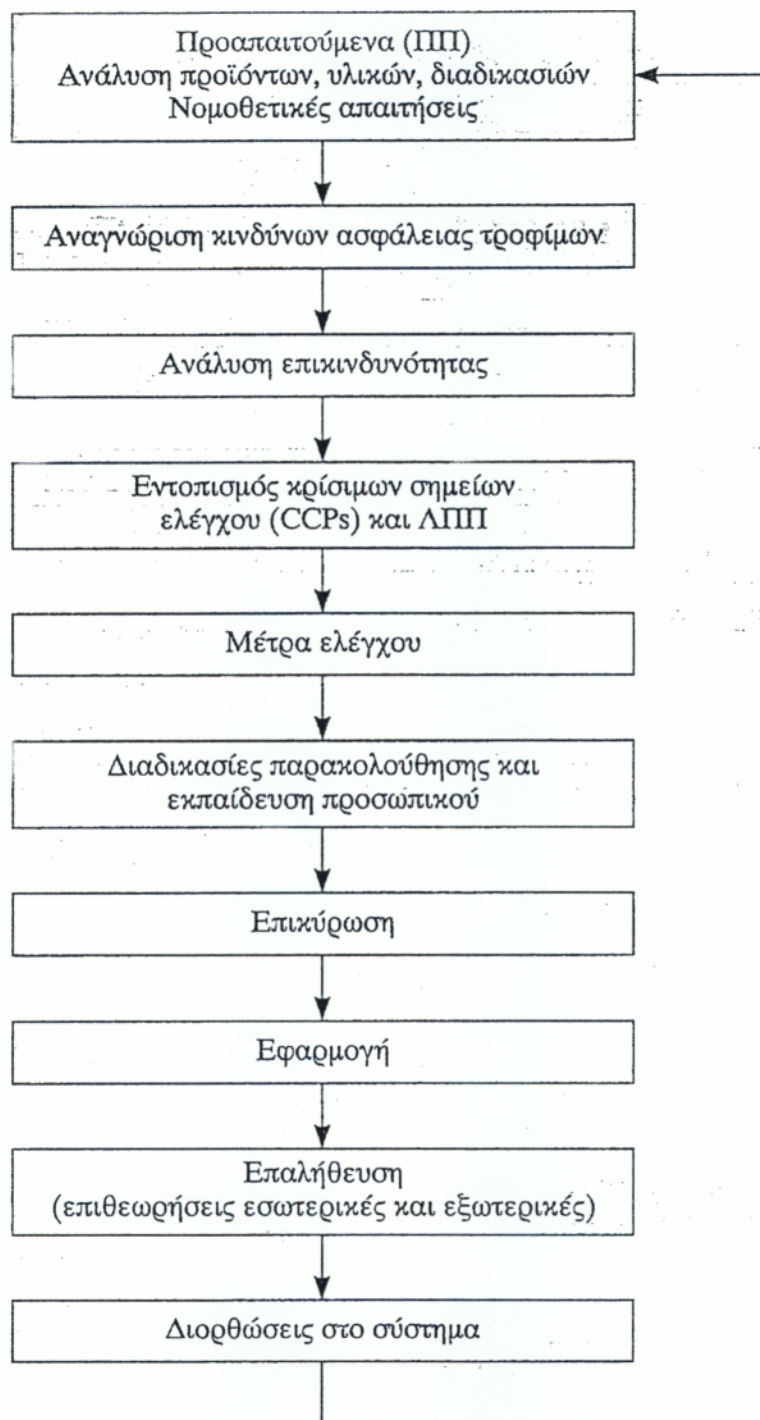 Προαπαιτούμενα (ΠΠ)
Ανάλυση προϊόντων, υλικών, διαδικασιών
Νομοθετικές απαιτήσεις
Αναγνώριση κινδύνων ασφάλειας τροφίμων
Ανάλυση επικινδυνότητας
Εντοπισμός κρίσιμων σημείων
ελέγχου (CCPs) και ΛΠΠ
Μέτρα ελέγχου
Διαδικασίες παρακολούθησης και
εκπαίδευση προσωπικού
Επικύρωση
Εφαρμογή
Επαλήθευση
(επιθεωρήσεις εσωτερικές και εξωτερικές)
Διορθώσεις στο σύστημα